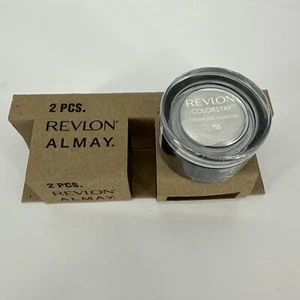 2 PCS.
REVLON®
ALMAY.
2 PCS.
REVLON
ALMAY.
REVLON
COLORSTAY